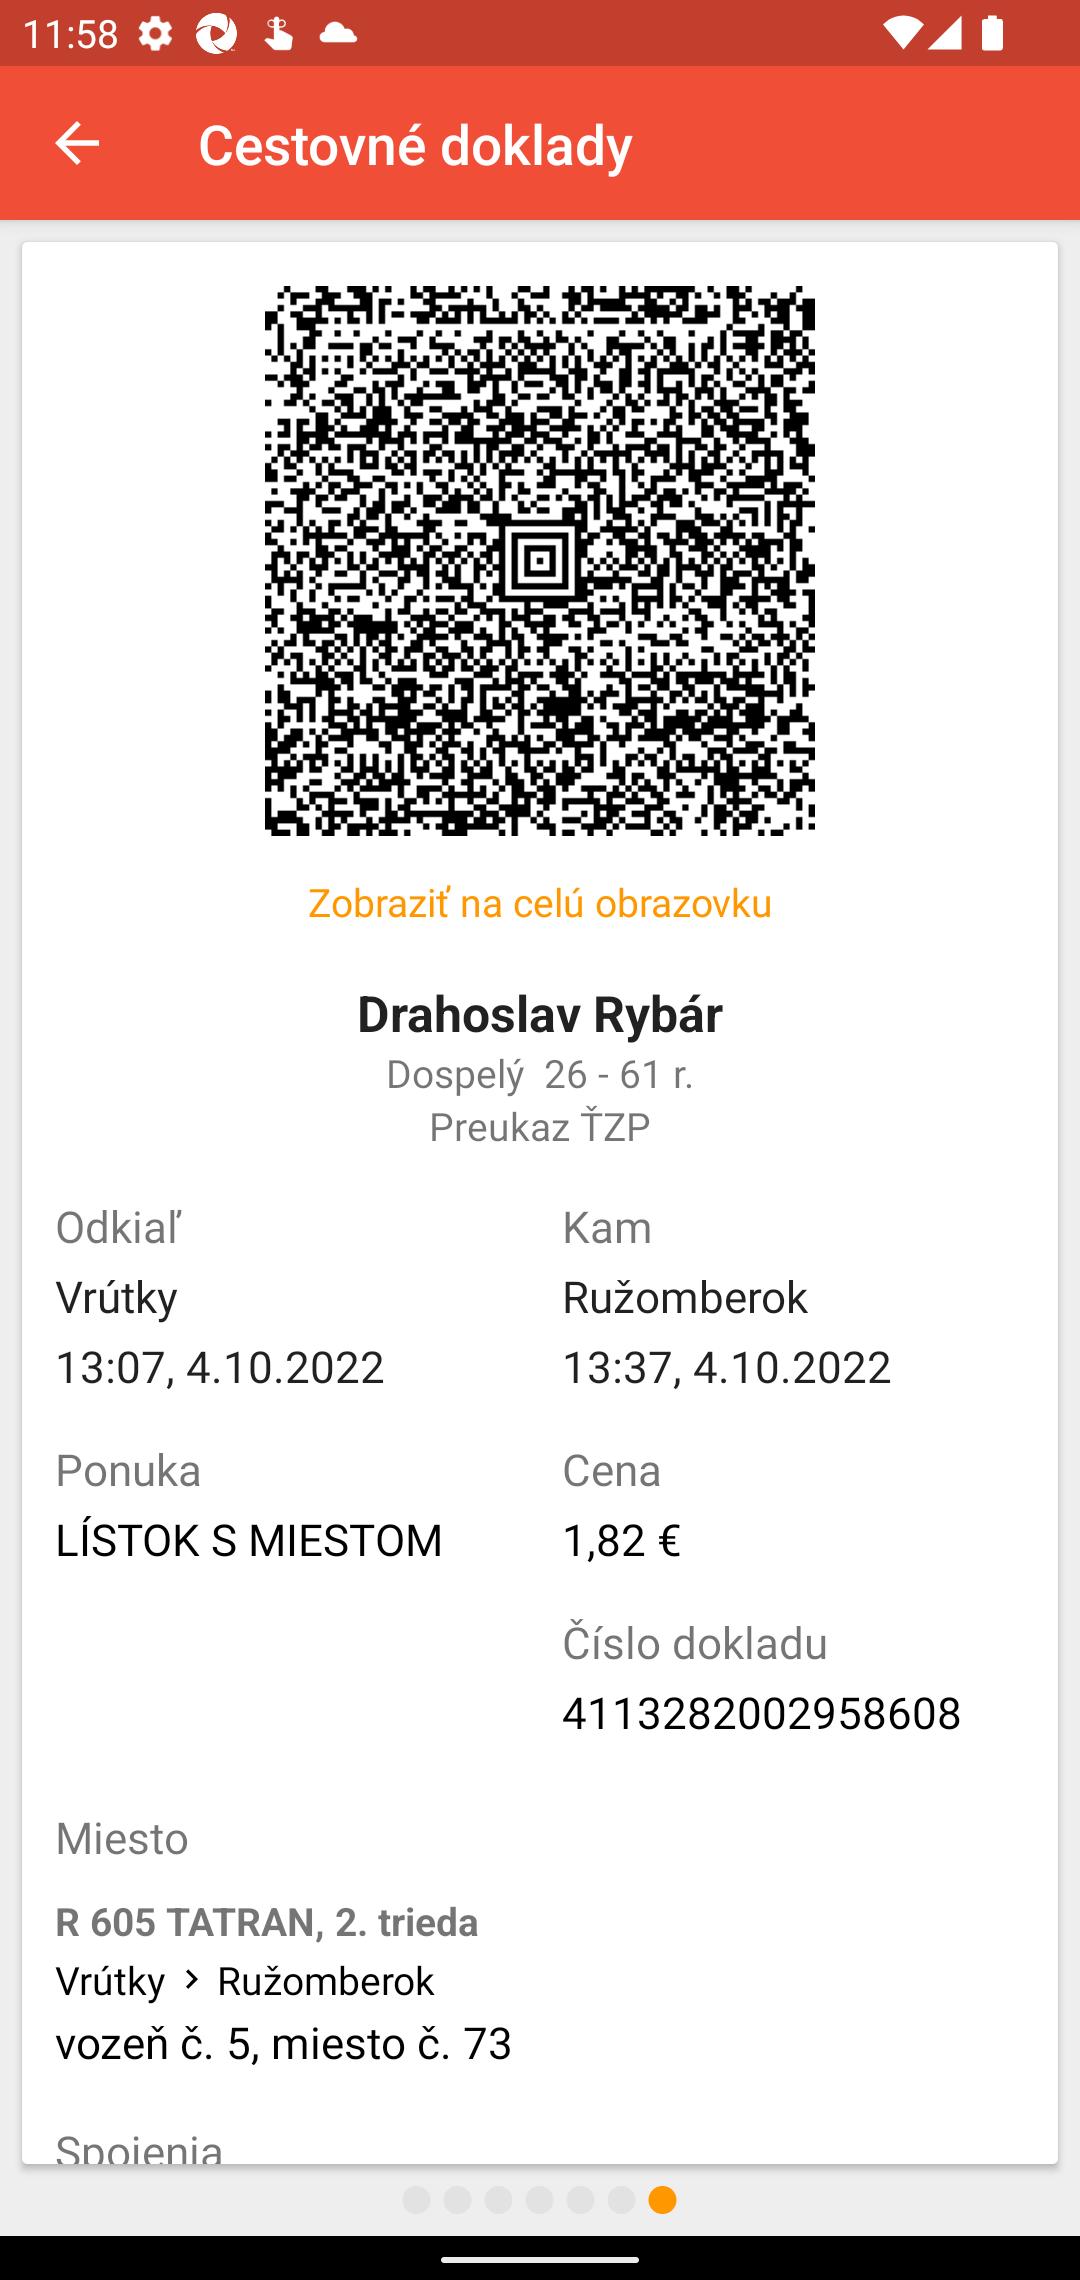 11:58
Cestovné doklady
Zobraziť na celú obrazovku
Drahoslav Rybár
Dospelý 26 - 61 r.
Preukaz ŤZP
Odkiaľ
Kam
Vrútky
Ružomberok
13:07, 4.10.2022
13:37, 4.10.2022
Ponuka
Cena
LÍSTOK S MIESTOM
1,82 €
Číslo dokladu
4113282002958608
Miesto
R 605 TATRAN, 2. trieda
Vrútky > Ružomberok
vozeň č. 5, miesto č. 73
Spojenia